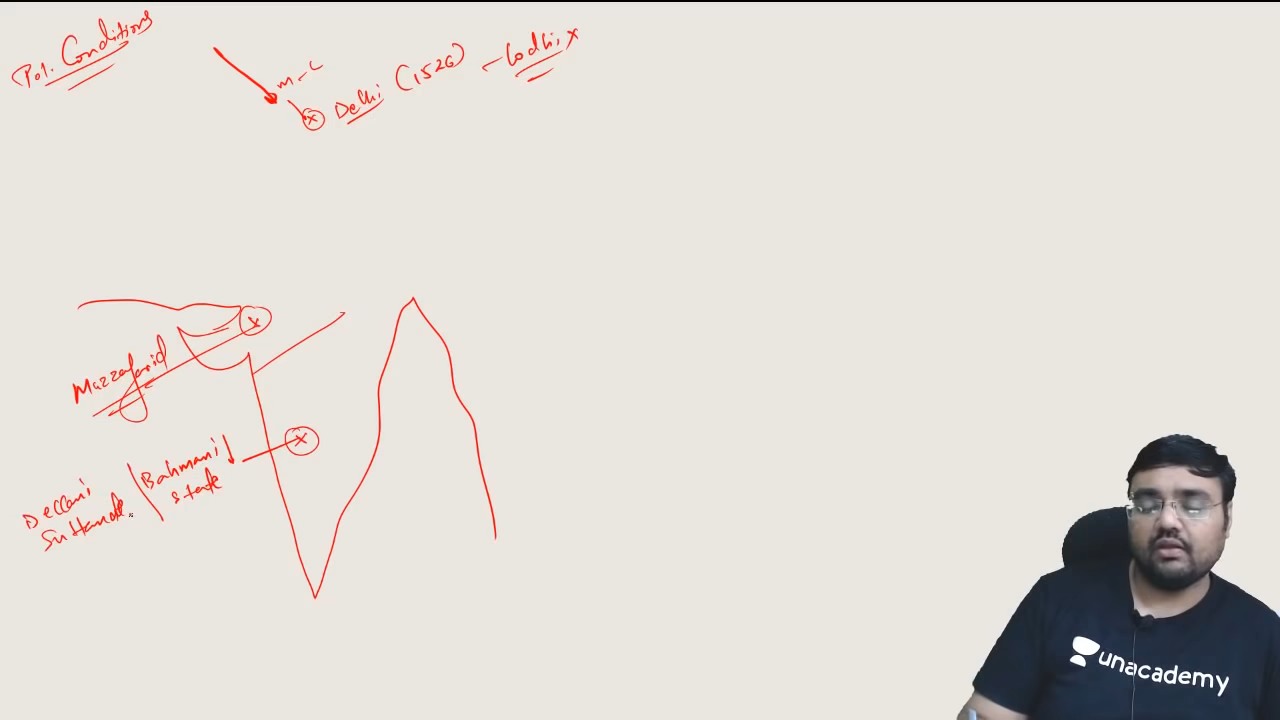 Pol. Conditions
M-C
x Delhi (1526) - Lodhi x
x
Mazzafarid
x
Bahmani ↓
state
Deccani
Sultanate
unacademy